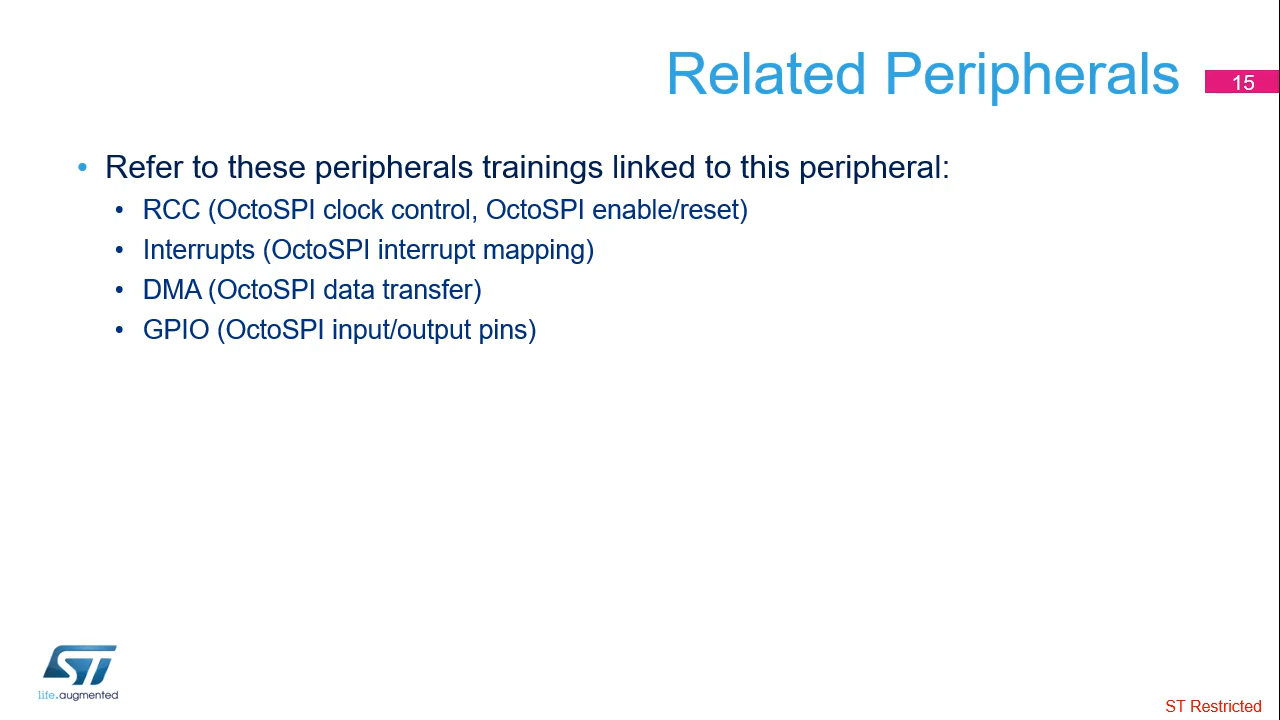 Related Peripherals
15
• Refer to these peripherals trainings linked to this peripheral:
• RCC (OctoSPI clock control, OctoSPI enable/reset)
• Interrupts (OctoSPI interrupt mapping)
• DMA (OctoSPI data transfer)
• GPIO (OctoSPI input/output pins)
ST
life.augmented
ST Restricted